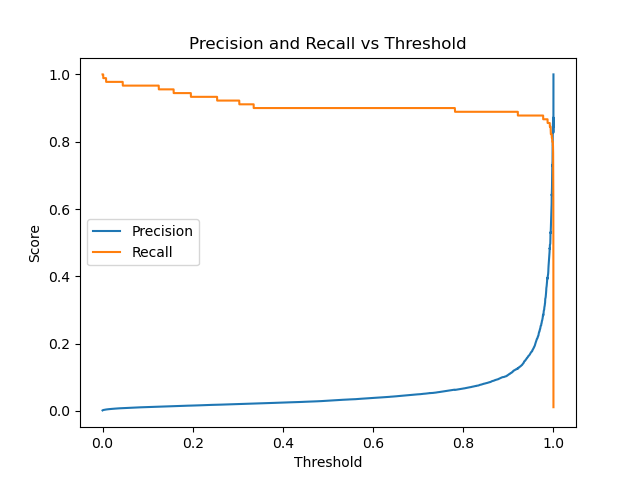 Precision and Recall vs Threshold
1.0
0.8
0.6
0.4
0.2
0.0
Score
Precision
Recall
0.0 0.2 0.4 0.6 0.8 1.0
Threshold